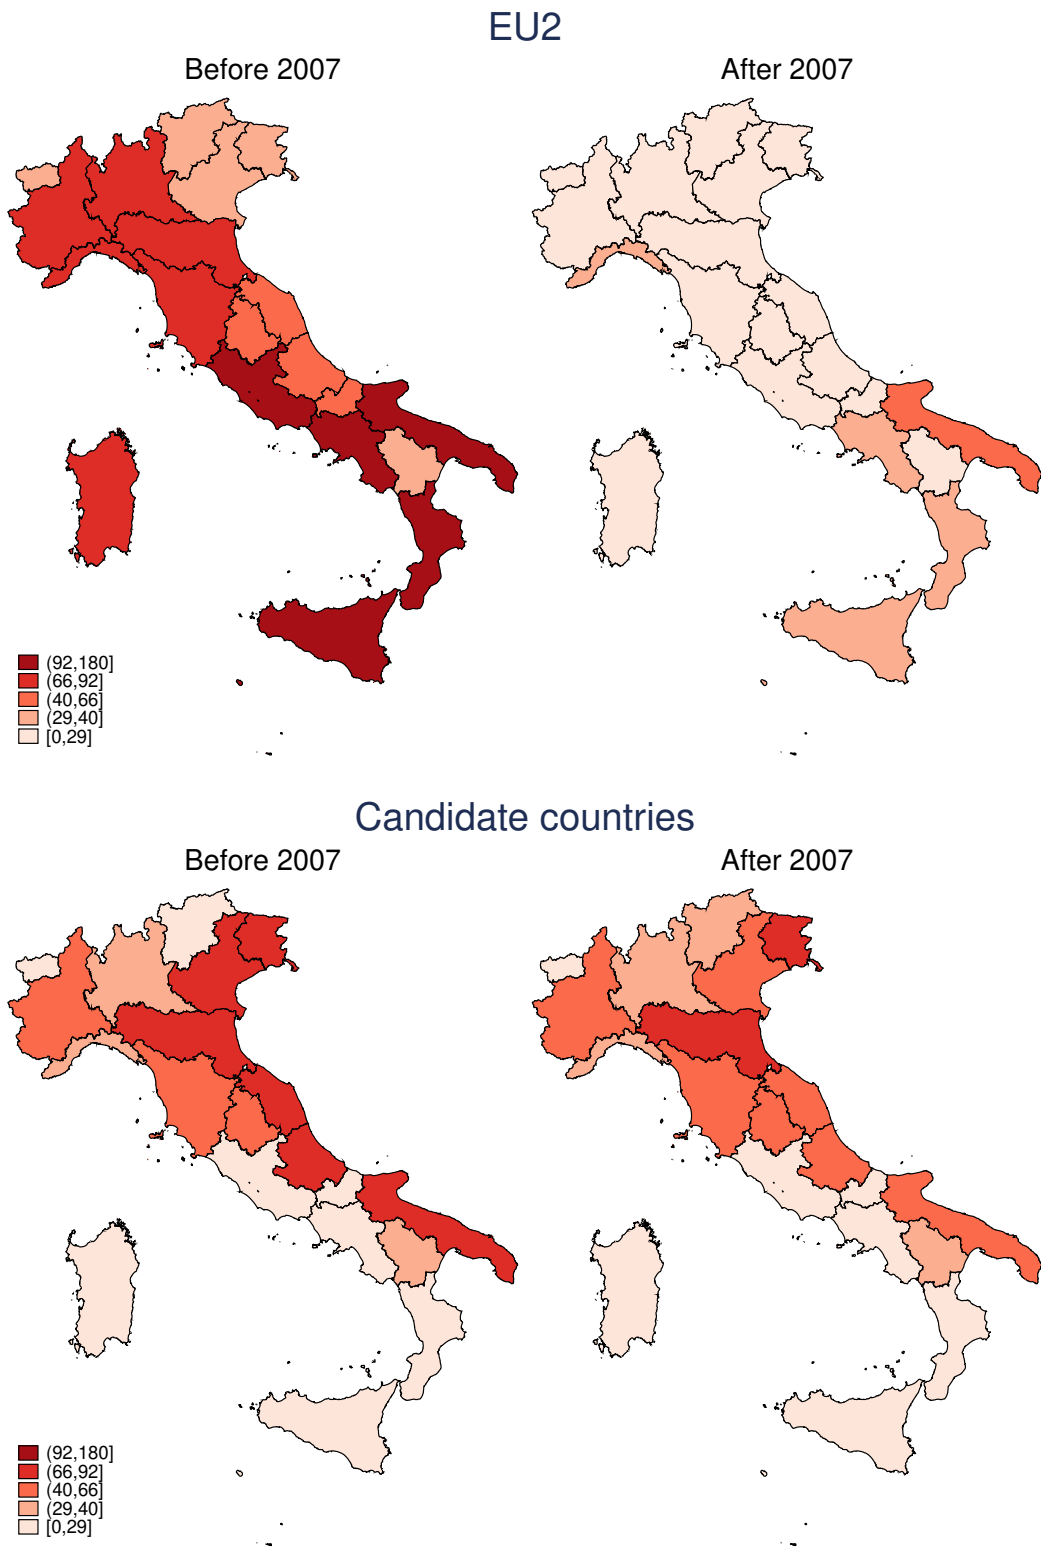 EU2
Before 2007
After 2007
(92,180]
(66,92]
(40,66]
(29,40]
[0,29]
Candidate countries
Before 2007
After 2007
(92,180]
(66,92]
(40,66]
(29,40]
[0,29]